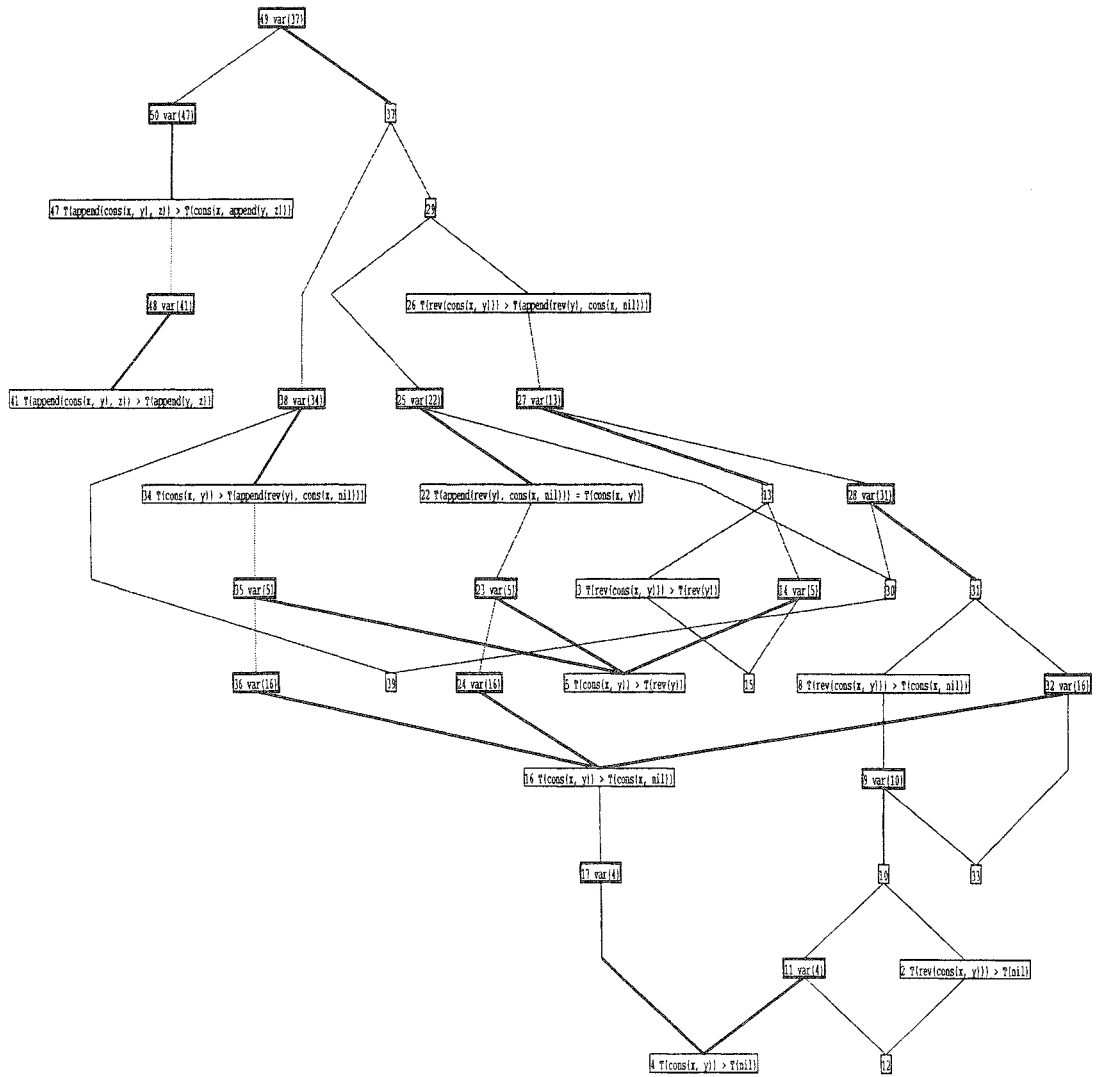 49 var(37)
50 var(47)
37
47 T(append(cons(x, y), z)) > T(cons(x, append(y, z)))
29
48 var(41)
26 T(rev(cons(x, y))) > T(append(rev(y), cons(x, nil)))
41 T(append(cons(x, y), z)) > T(append(y, z))
38 var(34)
25 var(22)
27 var(13)
34 T(cons(x, y)) > T(append(rev(y), cons(x, nil)))
22 T(append(rev(y), cons(x, nil))) = T(cons(x, y))
13
28 var(31)
35 var(5)
23 var(5)
3 T(rev(cons(x, y))) > T(rev(y))
14 var(5)
30
31
36 var(16)
39
24 var(16)
5 T(cons(x, y)) > T(rev(y))
15
8 T(rev(cons(x, y))) > T(cons(x, nil))
32 var(16)
16 T(cons(x, y)) > T(cons(x, nil))
9 var(10)
17 var(4)
10
33
11 var(4)
2 T(rev(cons(x, y))) > T(nil)
4 T(cons(x, y)) > T(nil)
12